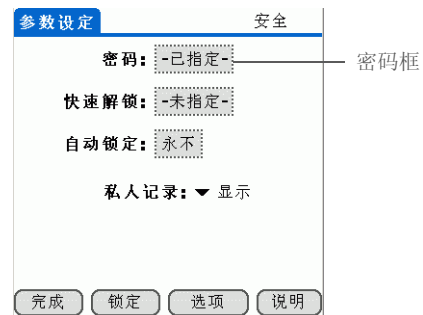 参数设定 安全
密码: -已指定- 密码框
快速解锁: -未指定-
自动锁定: 永不
私人记录: 显示
完成 锁定 选项 说明